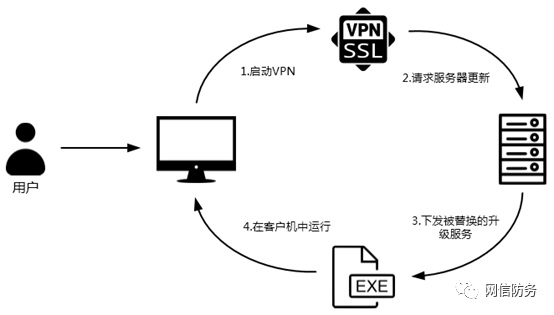 VPN
SSL
1.启动VPN
2.请求服务器更新
用户
3.下发被替换的升
级服务
4.在客户机中运行
EXE
网信防务